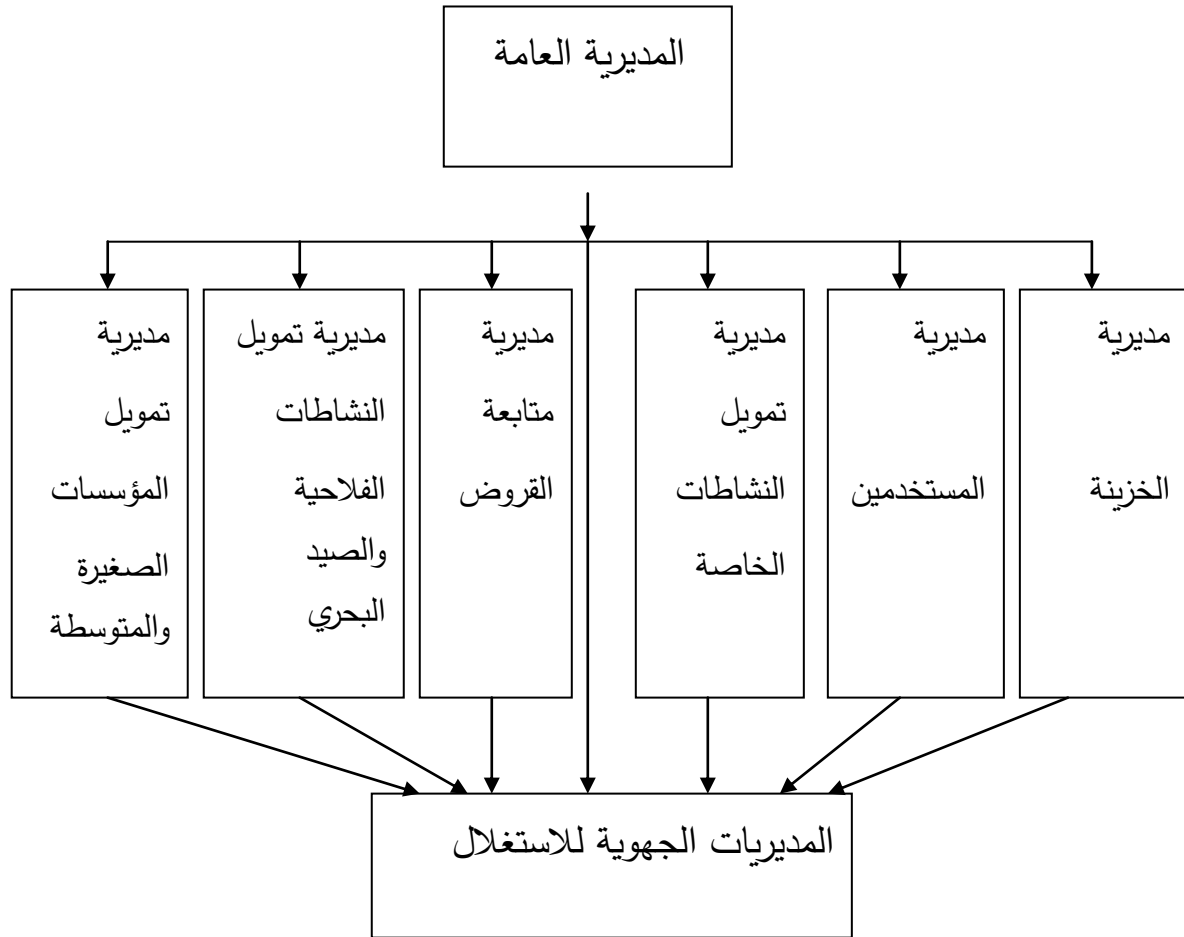 المديرية العامة
مديرية
الخزينة
مديرية
المستخدمين
مديرية
تمويل
النشاطات
الخاصة
مديرية
متابعة
القروض
مديرية تمويل
النشاطات
الفلاحية
والصيد
البحري
مديرية
تمويل
المؤسسات
الصغيرة
والمتوسطة
المديريات الجهوية للاستغلال